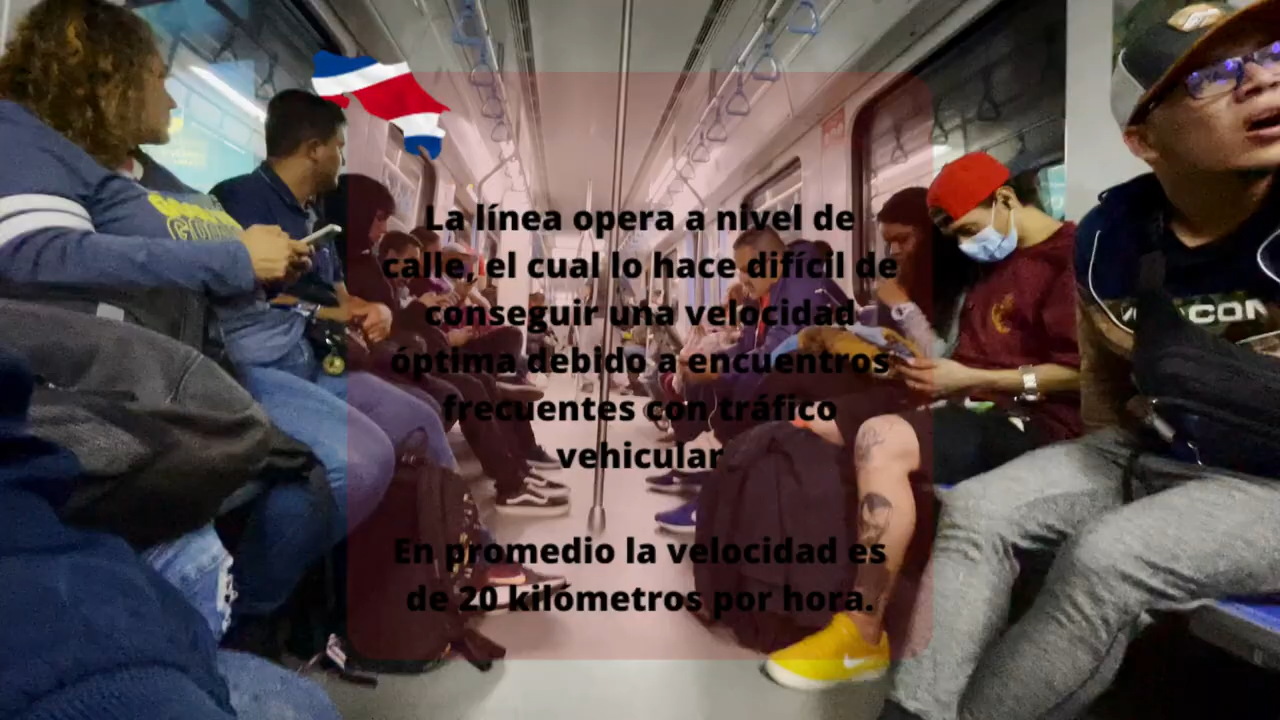 La línea opera a nivel de
calle, el cual lo hace difícil de
conseguir una velocidad
óptima debido a encuentros
frecuentes con tráfico
vehicular
En promedio la velocidad es
de 20 kilómetros por hora.